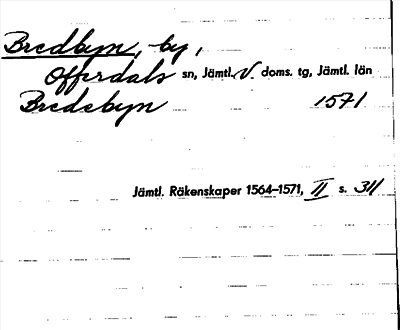 Bredbyn, -by,
Offerdals sn, Jämtl. V. doms. tg, Jämtl. län
Bredebyn 1571
Jämtl. Räkenskaper 1564–1571, II s. 311